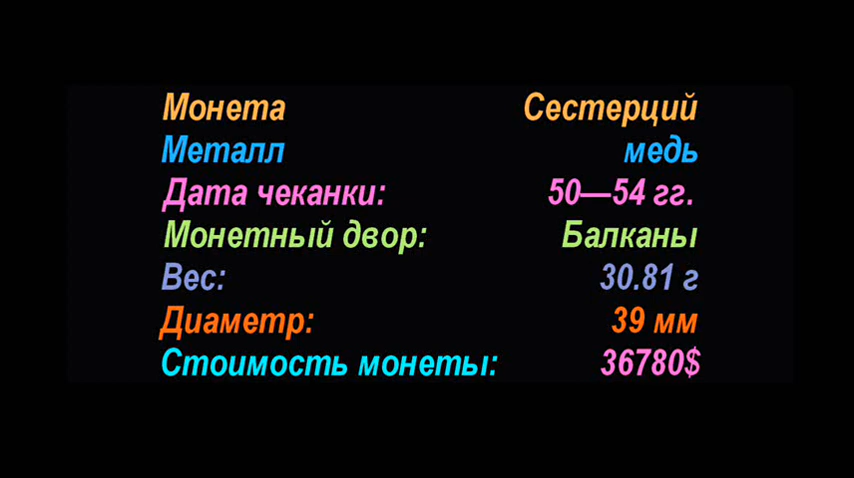 Монета Сестерций
Металл медь
Дата чеканки: 50—54 гг.
Монетный двор: Балканы
Вес: 30.81 г
Диаметр: 39 мм
Стоимость монеты: 36780$